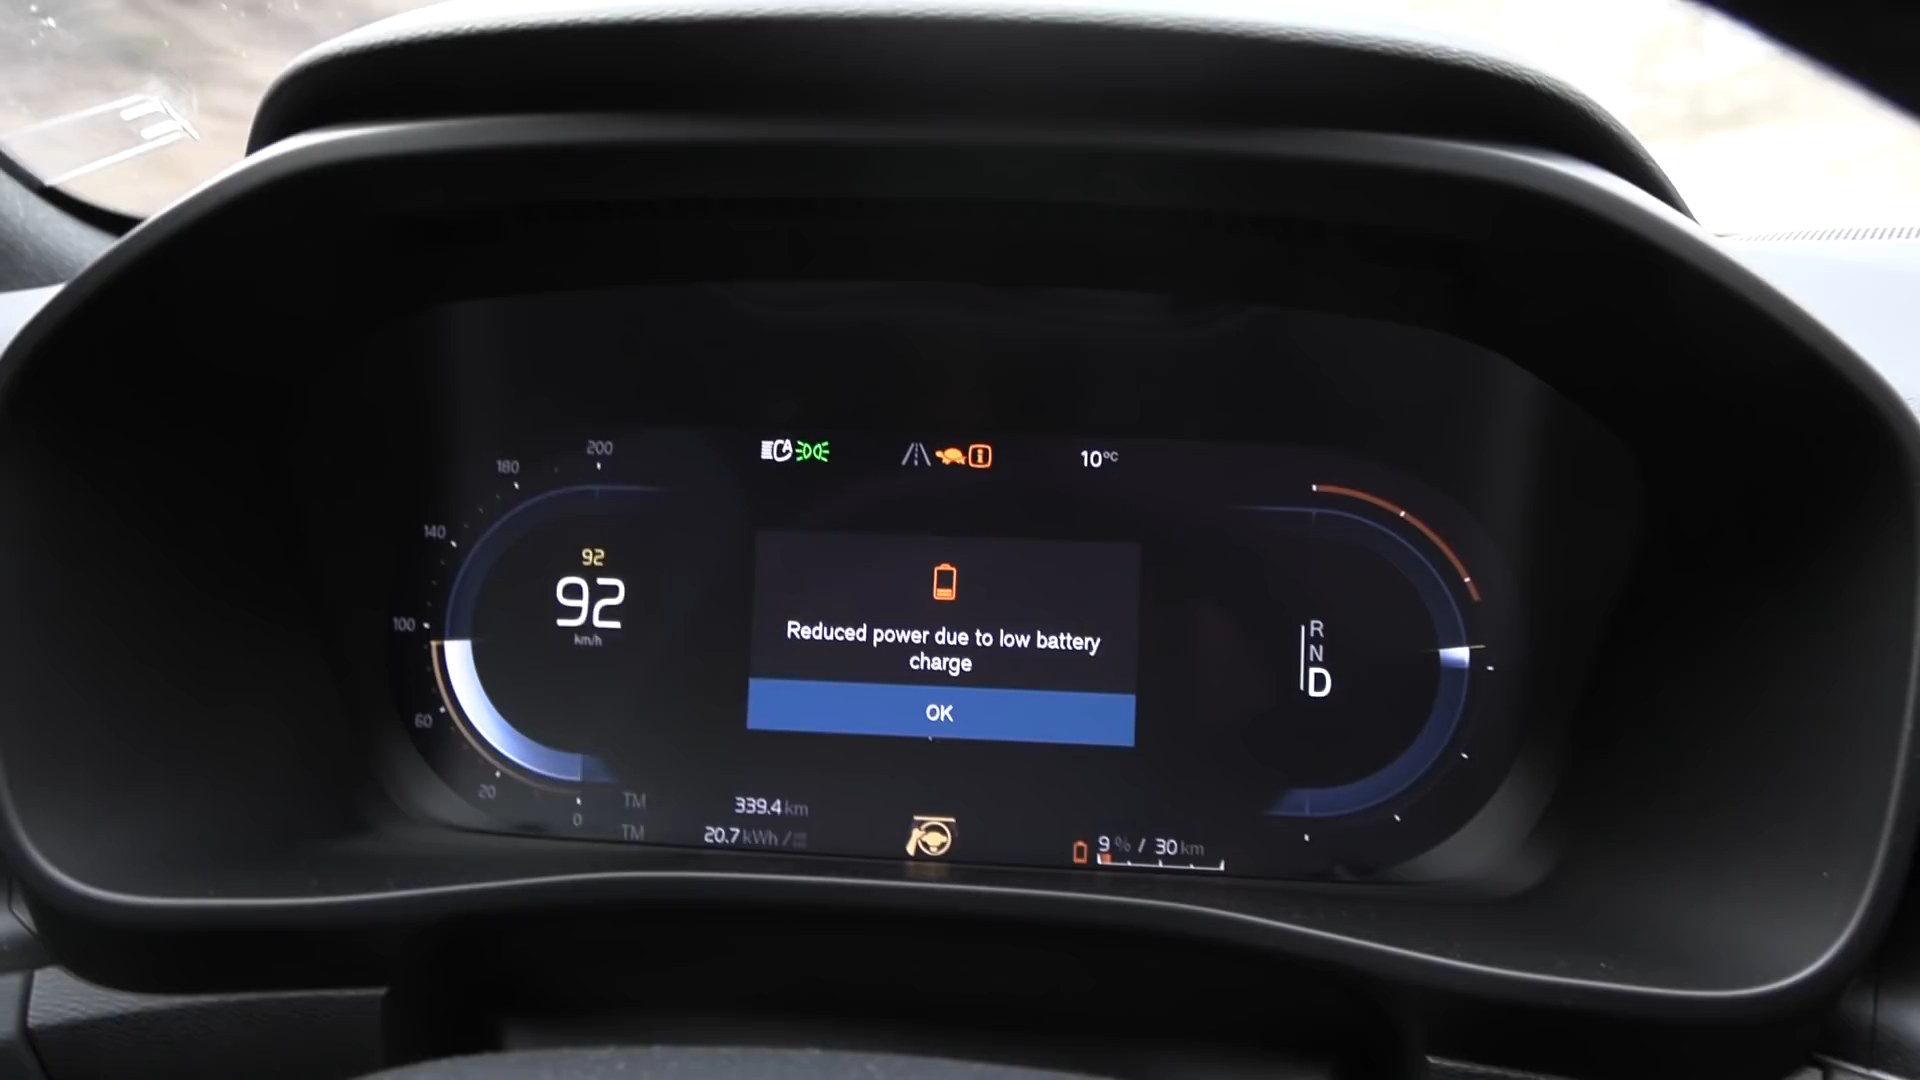 200
180
140
100
60
20
0
92
92
km/h
A
10°C
Reduced power due to low battery
charge
OK
R
N
D
TM 339.4 km
TM 20.7 kWh /
9 % / 30 km